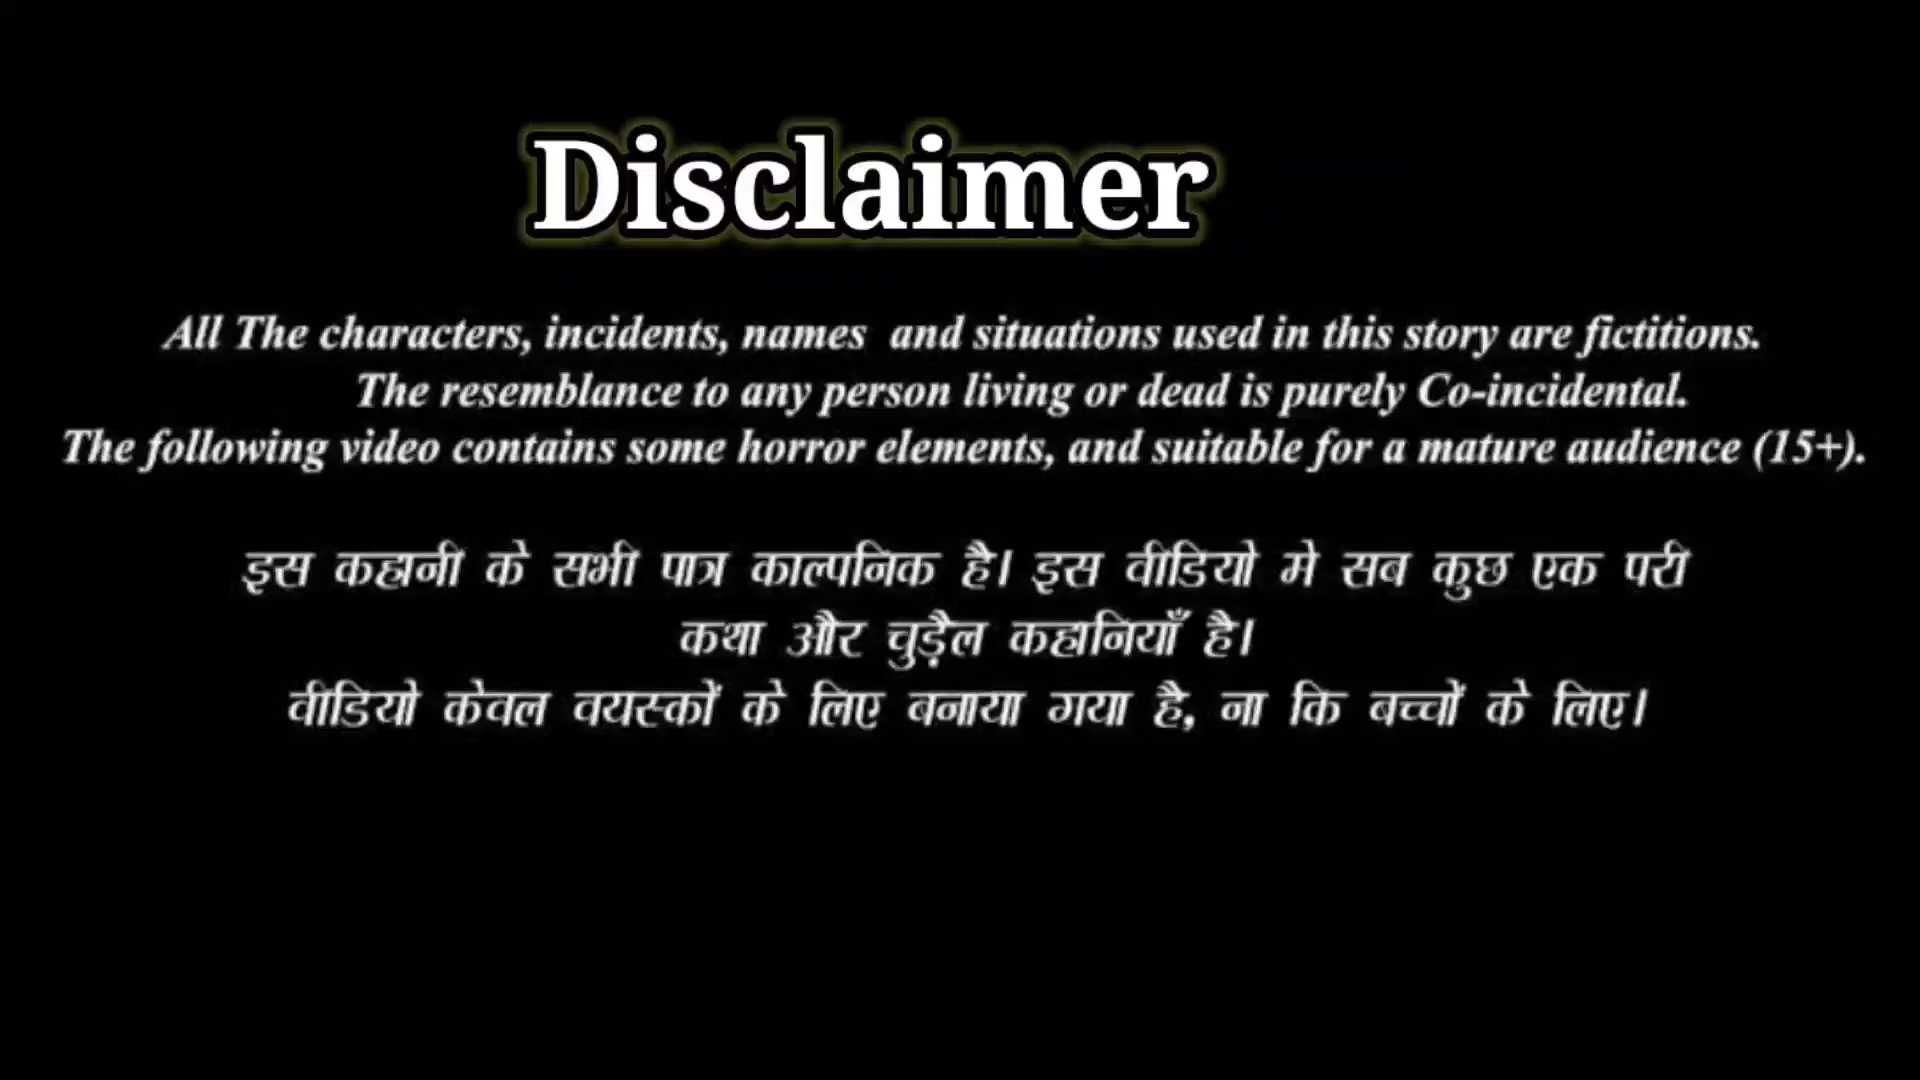 Disclaimer
All The characters, incidents, names and situations used in this story are fictitions.
The resemblance to any person living or dead is purely Co-incidental.
The following video contains some horror elements, and suitable for a mature audience (15+).
इस कहानी के सभी पात्र काल्पनिक है। इस वीडियो मे सब कुछ एक परी
कथा और चुड़ैल कहानियाँ है।
वीडियो केवल वयस्कों के लिए बनाया गया है, ना कि बच्चों के लिए।